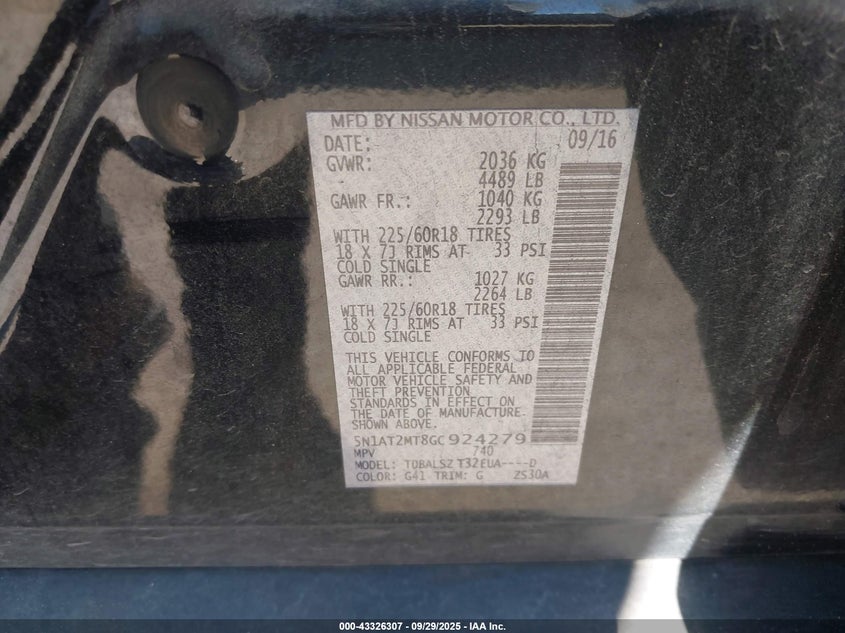 MFD BY NISSAN MOTOR CO., LTD.
DATE: 09/16
GVWR: 2036 KG
- 4489 LB
GAWR FR.: 1040 KG
2293 LB
WITH 225/60R18 TIRES
18 X 7J RIMS AT 33 PSI
COLD SINGLE
GAWR RR.: 1027 KG
2264 LB
WITH 225/60R18 TIRES
18 X 7J RIMS AT 33 PSI
COLD SINGLE
THIS VEHICLE CONFORMS TO
ALL APPLICABLE FEDERAL
MOTOR VEHICLE SAFETY AND
THEFT PREVENTION
STANDARDS IN EFFECT ON
THE DATE OF MANUFACTURE
SHOWN ABOVE.
5N1AT2MT8GC924279
MPV 740
MODEL: TDBALSZ T32EUA----D
COLOR: G41 TRIM: G ZS30A
000-43326307 - 09/29/2025 - IAA Inc.